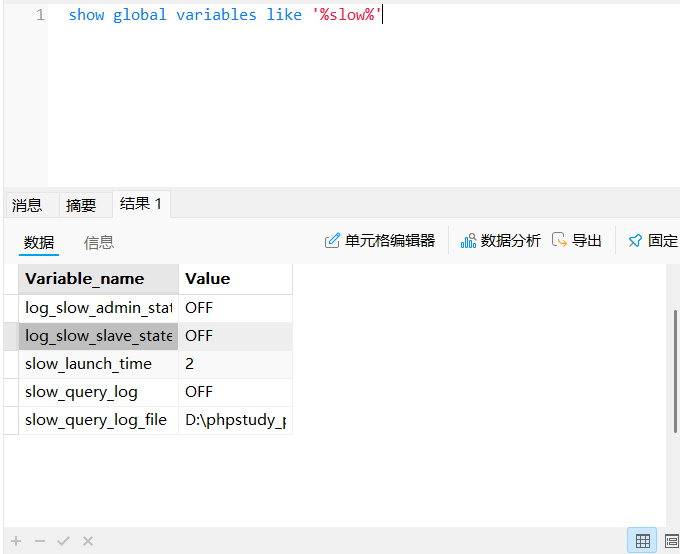 1 show global variables like '%slow%'
消息 摘要 结果 1
数据 信息 单元格编辑器 数据分析 导出 固定
Variable_name Value
log_slow_admin_stat OFF
log_slow_slave_state OFF
slow_launch_time 2
slow_query_log OFF
slow_query_log_file D:\phpstudy_p